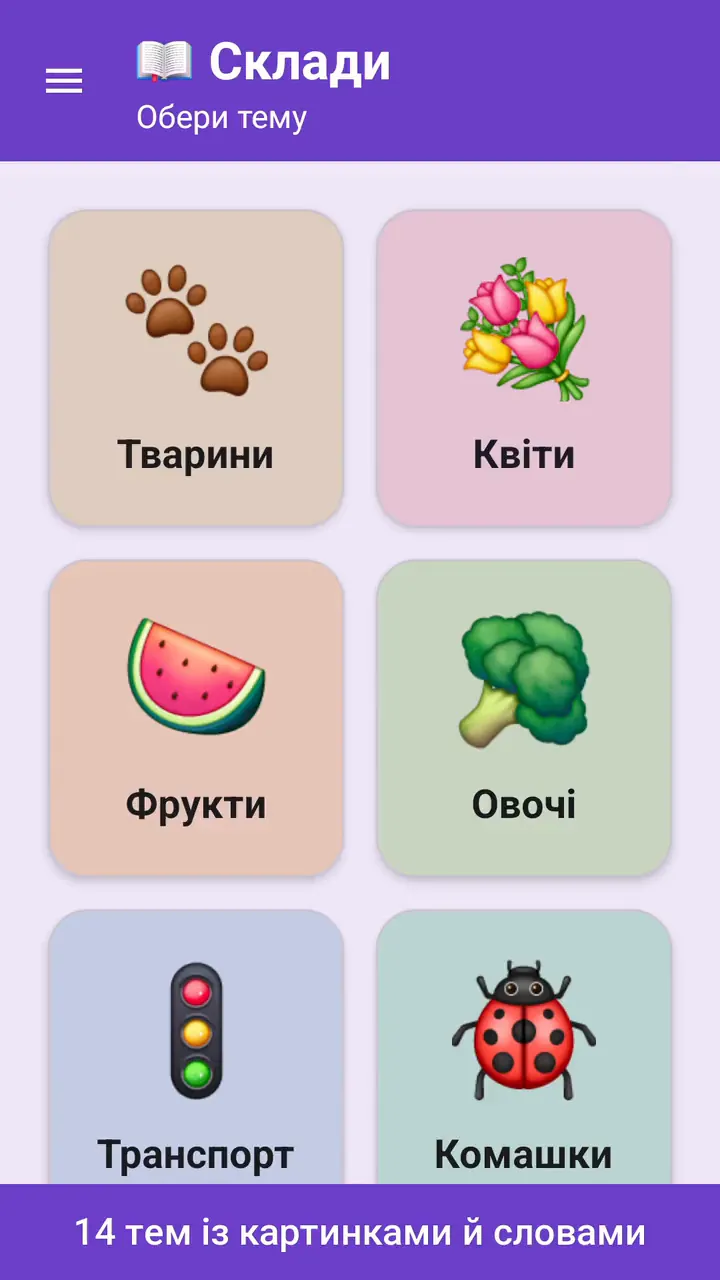 Склади
Обери тему
Тварини
Квіти
Фрукти
Овочі
Транспорт
Комашки
14 тем із картинками й словами